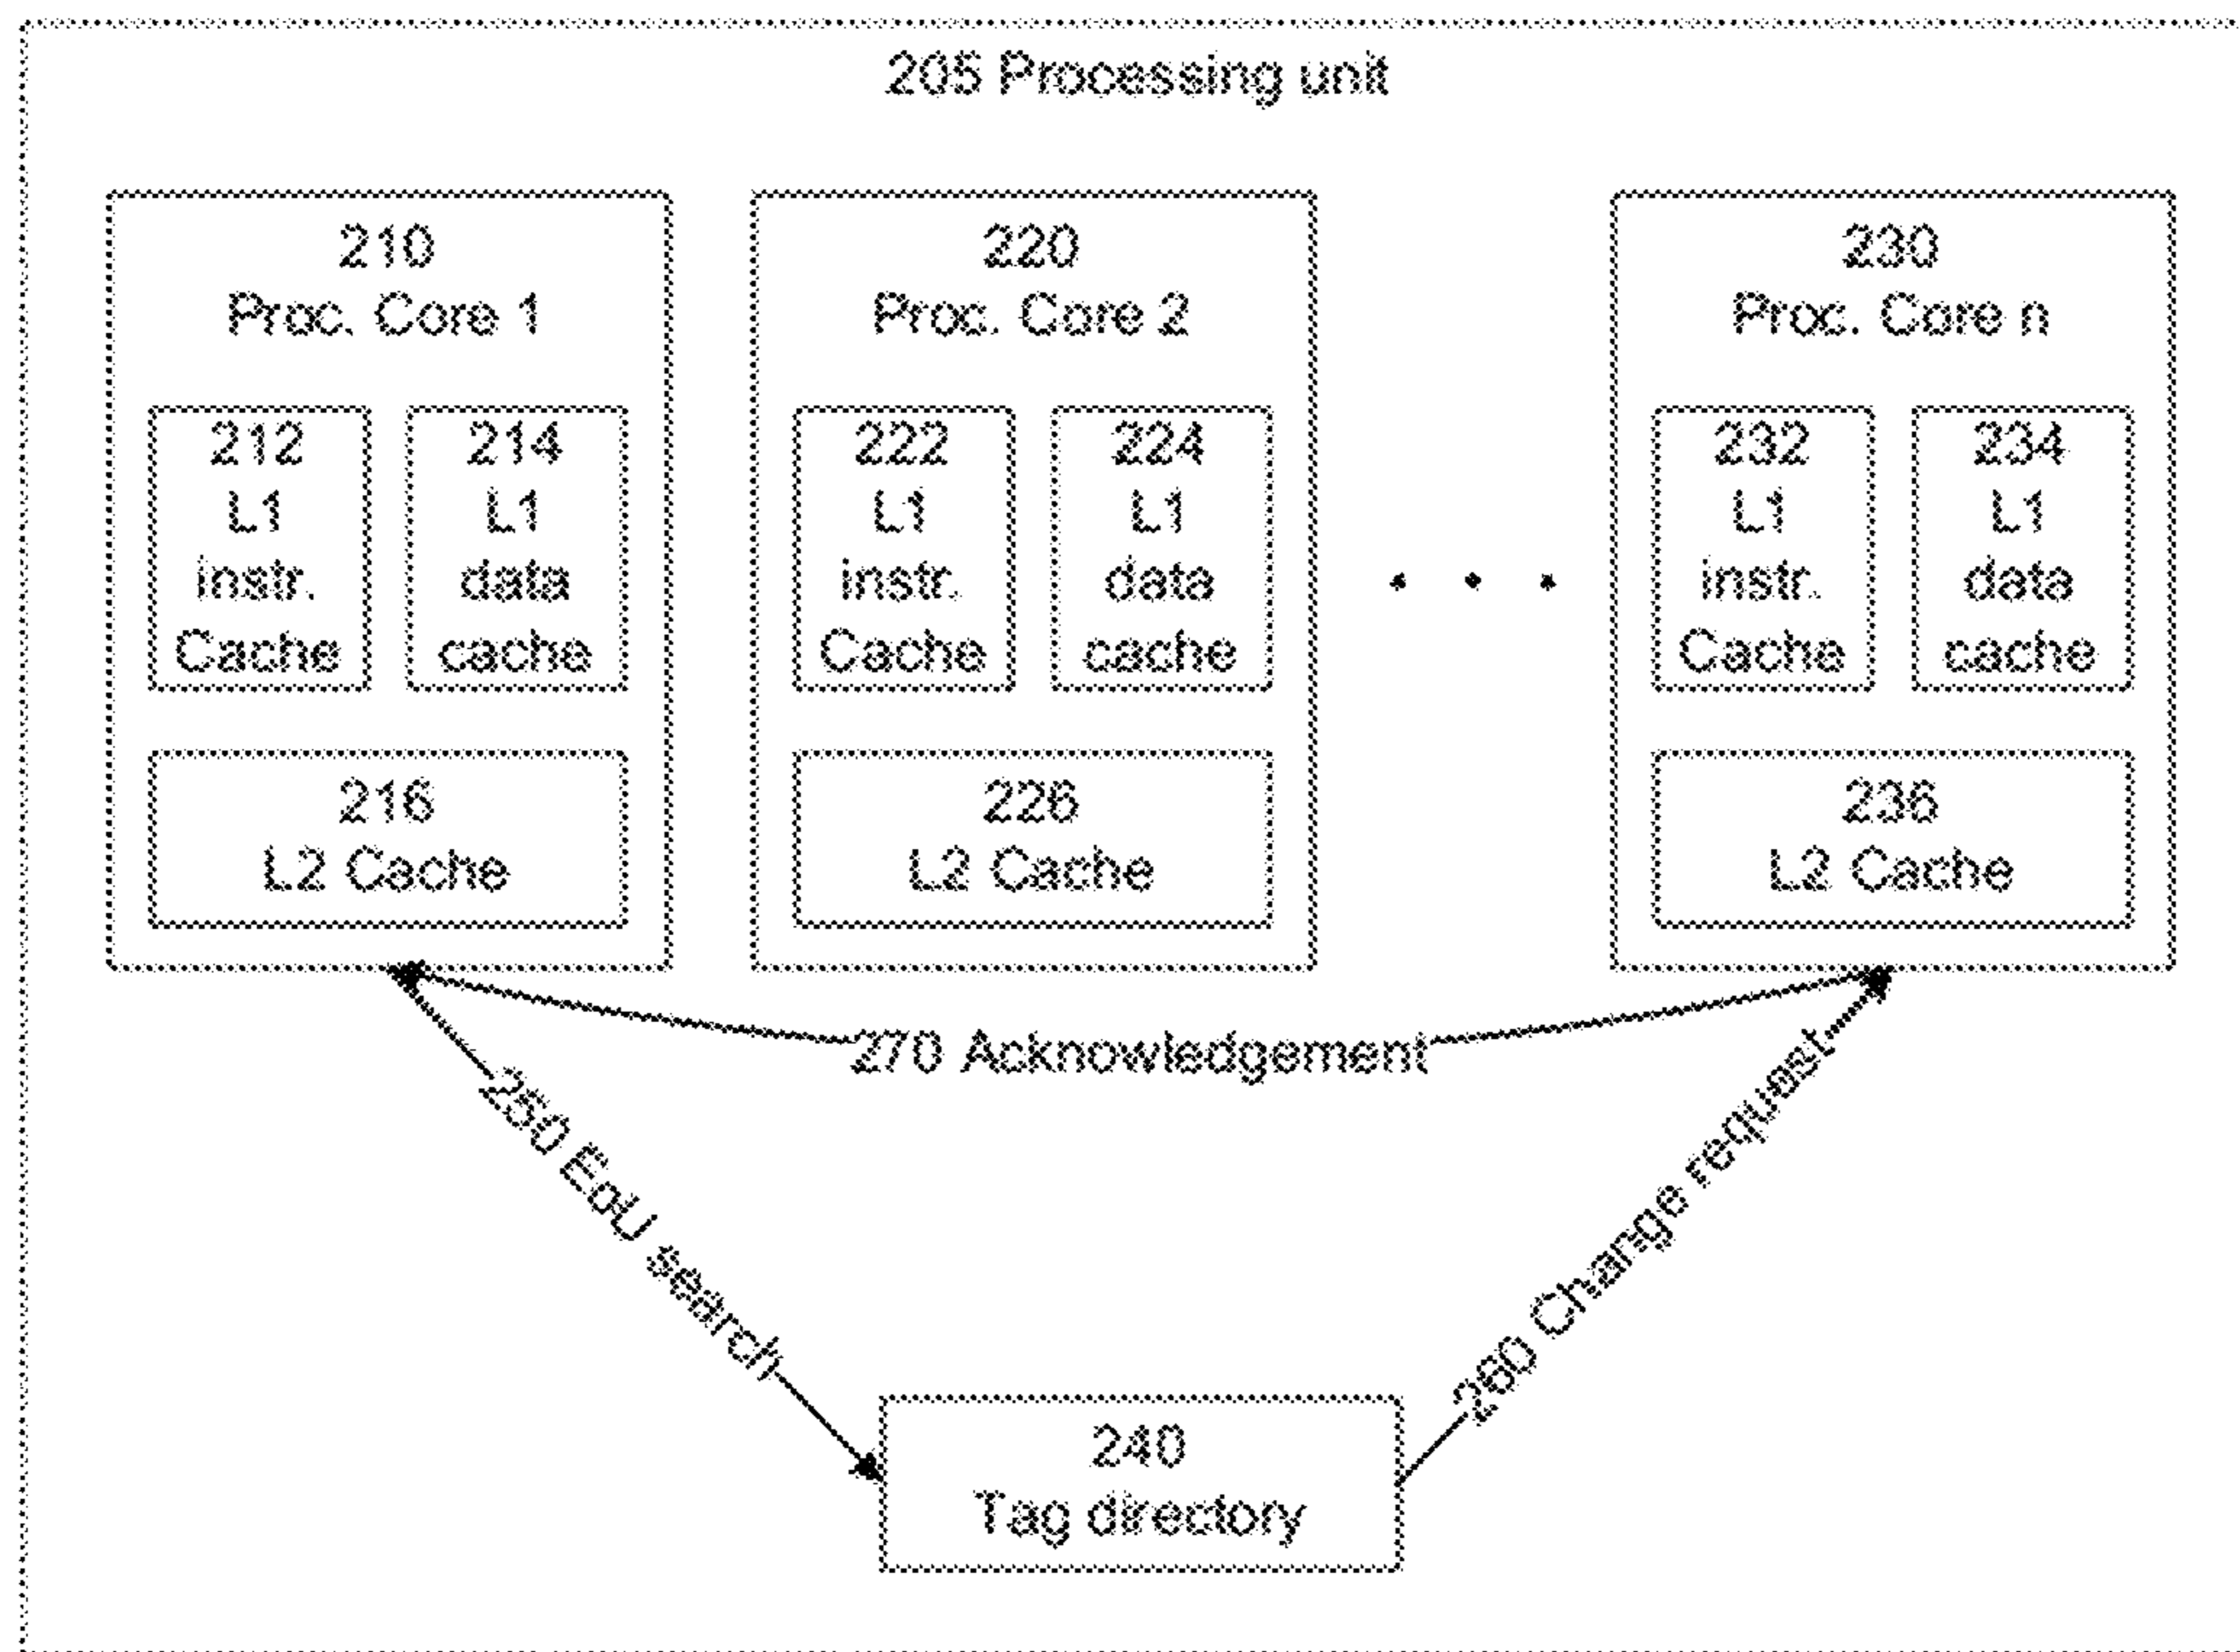 205 Processing unit
210
Proc. Core 1
212
L1
instr.
Cache
214
L1
data
cache
216
L2 Cache
220
Proc. Core 2
222
L1
instr.
Cache
224
L1
data
cache
226
L2 Cache
. . .
230
Proc. Core n
232
L1
instr.
Cache
234
L1
data
cache
236
L2 Cache
270 Acknowledgement
250 EoU search
260 Change request
240
Tag directory